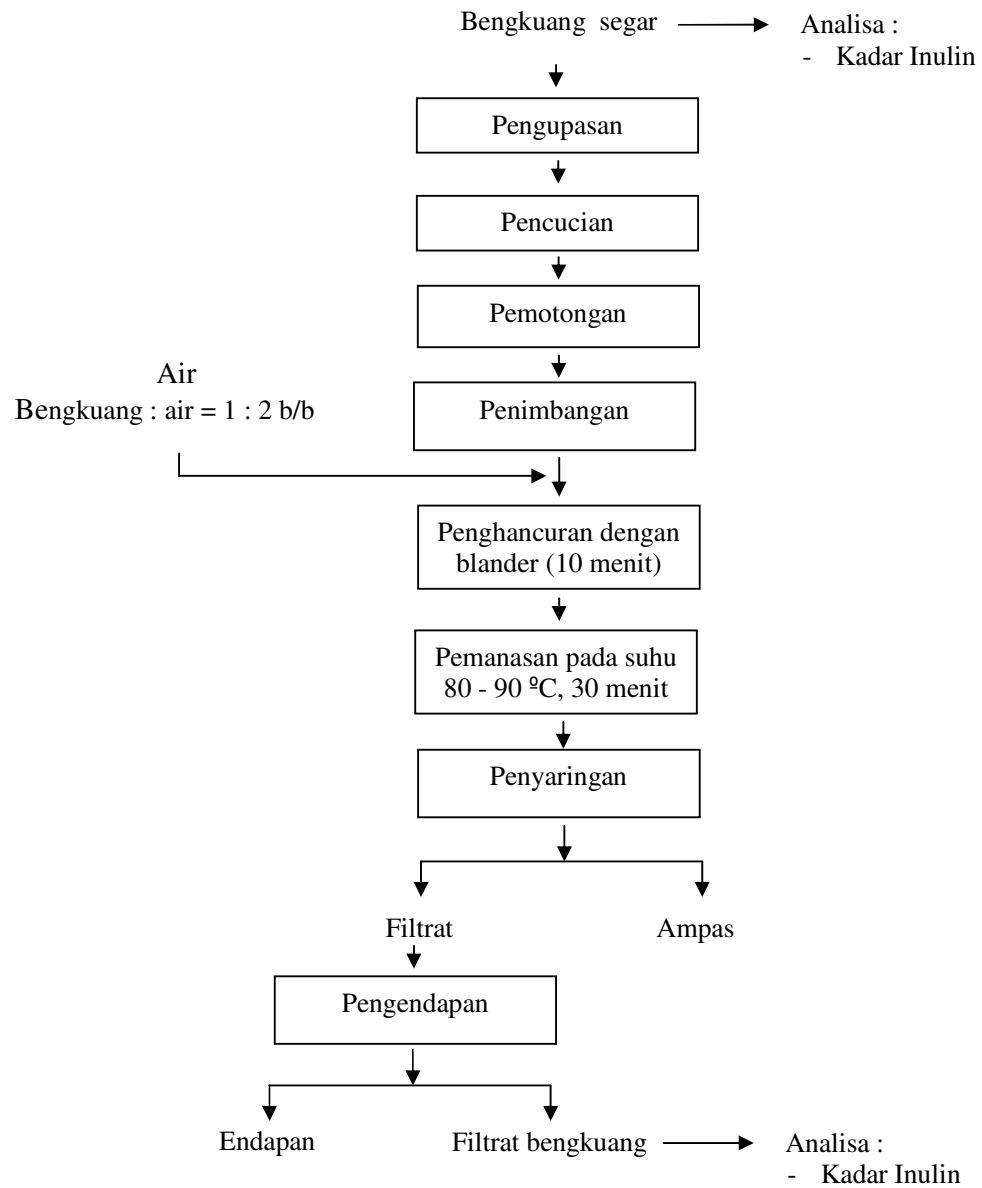 Bengkuang segar
Analisa :
- Kadar Inulin
Pengupasan
Pencucian
Pemotongan
Air
Bengkuang : air = 1 : 2 b/b
Penimbangan
Penghancuran dengan
blander (10 menit)
Pemanasan pada suhu
80 - 90 ºC, 30 menit
Penyaringan
Filtrat
Ampas
Pengendapan
Endapan
Filtrat bengkuang
Analisa :
- Kadar Inulin